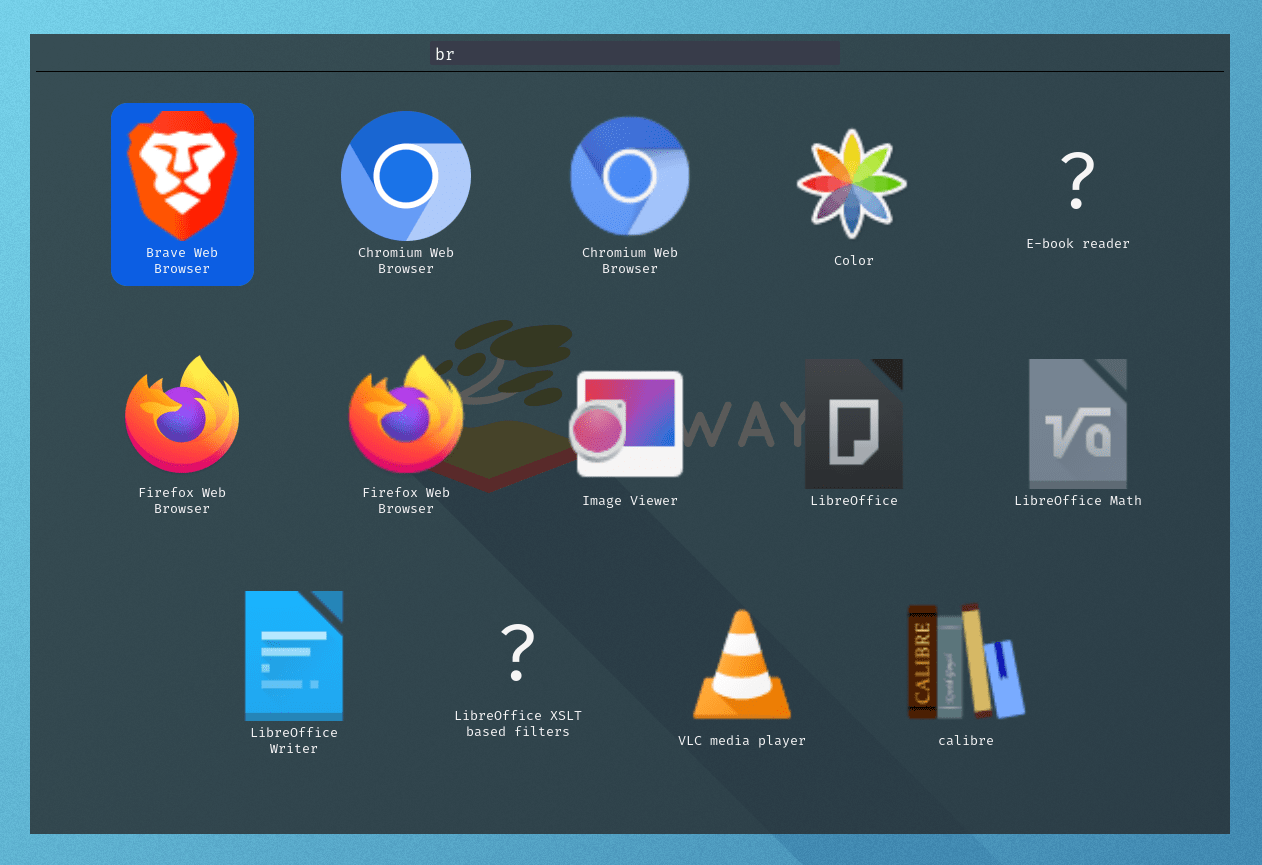 br
Brave Web
Browser
Chromium Web
Browser
Chromium Web
Browser
Color
E-book reader
Firefox Web
Browser
Firefox Web
Browser
Image Viewer
WAY
LibreOffice
LibreOffice Math
LibreOffice
Writer
LibreOffice XSLT
based filters
VLC media player
CALIBRE
calibre